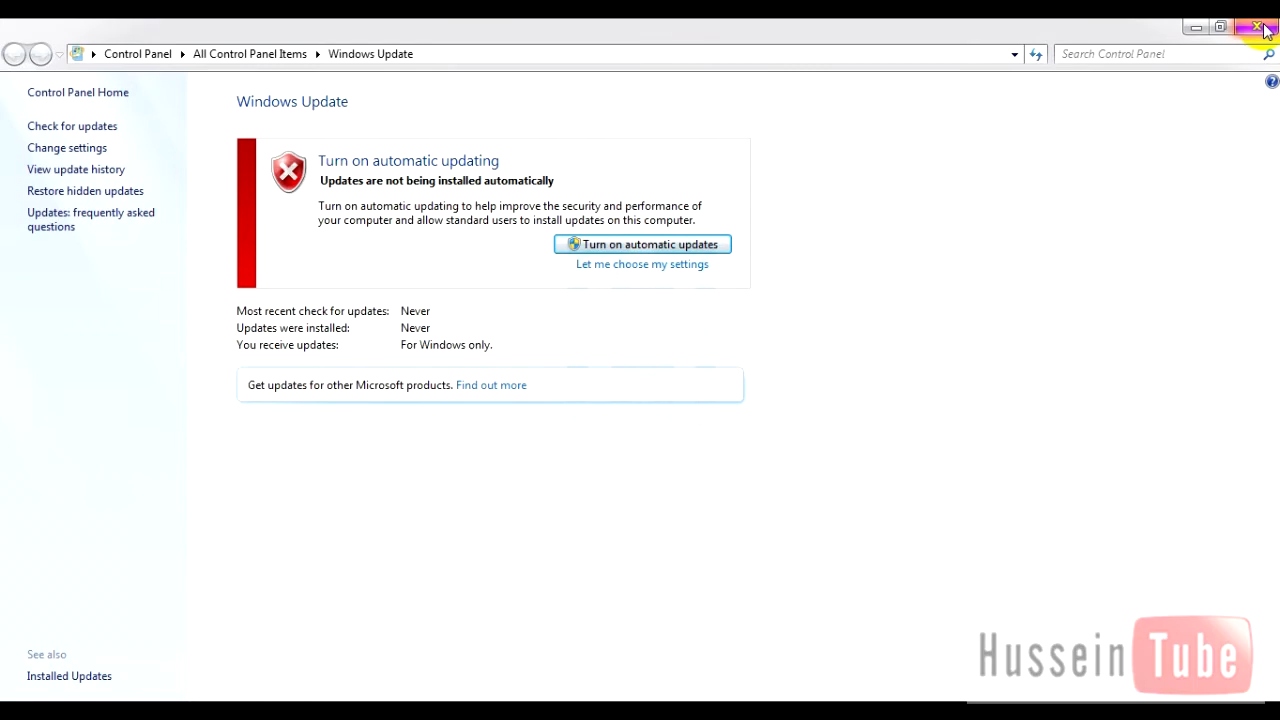 Control Panel All Control Panel Items Windows Update
Search Control Panel
Control Panel Home
Check for updates
Change settings
View update history
Restore hidden updates
Updates: frequently asked
questions
Windows Update
Turn on automatic updating
Updates are not being installed automatically
Turn on automatic updating to help improve the security and performance of
your computer and allow standard users to install updates on this computer.
Turn on automatic updates
Let me choose my settings
Most recent check for updates: Never
Updates were installed: Never
You receive updates: For Windows only.
Get updates for other Microsoft products. Find out more
See also
Installed Updates
Hussein Tube